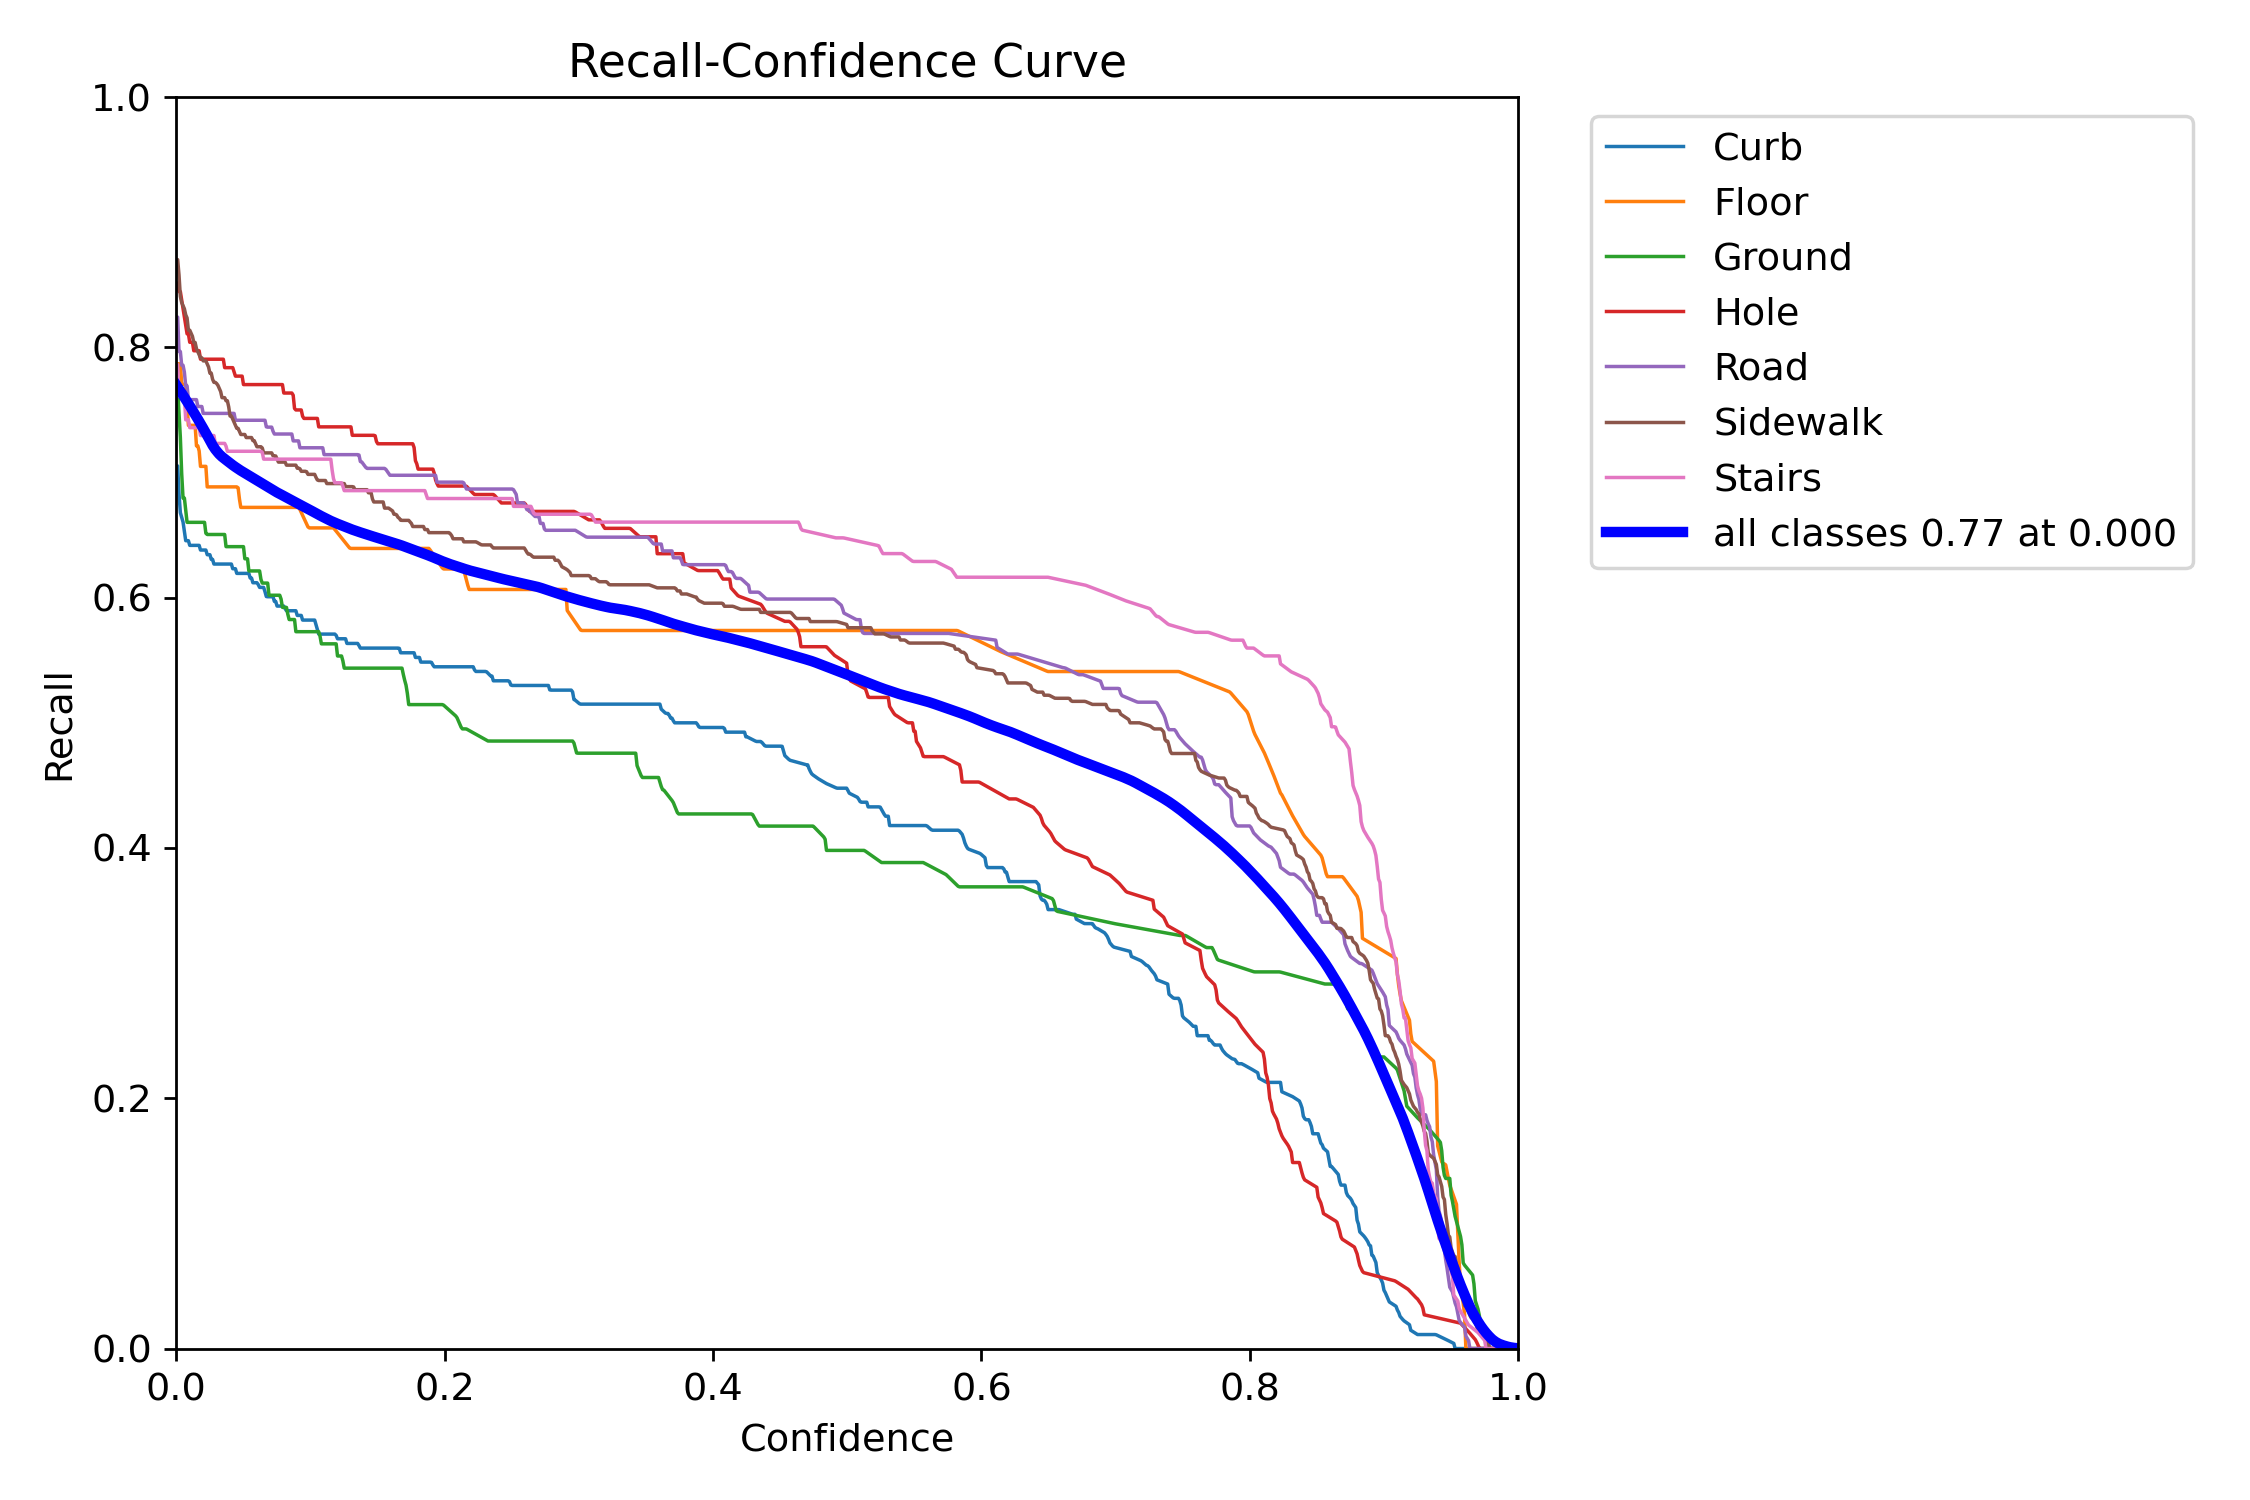 Recall-Confidence Curve
1.0
0.8
0.6
0.4
0.2
0.0
Recall
0.0 0.2 0.4 0.6 0.8 1.0
Confidence
Curb
Floor
Ground
Hole
Road
Sidewalk
Stairs
all classes 0.77 at 0.000